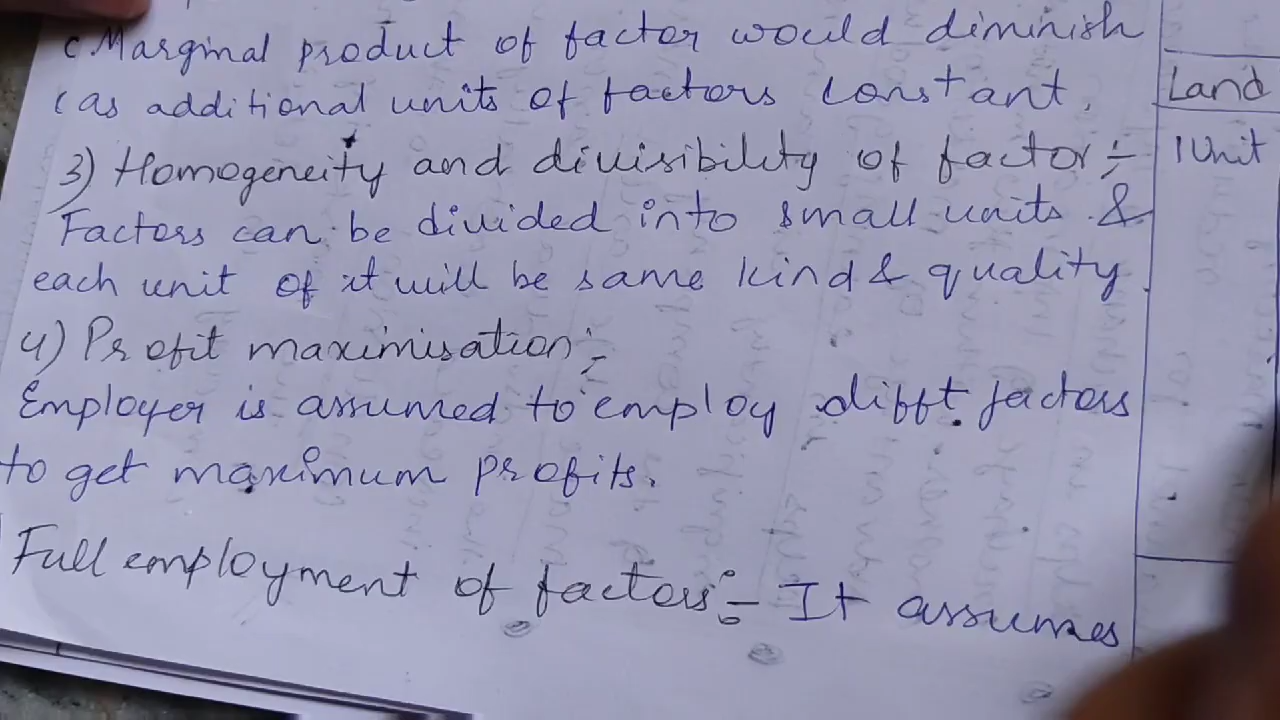 Marginal product of factor would diminish
(as additional units of factors constant.
3) Homogeneity and divisibility of factor :-
Factors can be divided into small units &
each unit of it will be same kind & quality.
4) Profit maximisation :-
Employer is assumed to employ difft. factors
to get maximum profits.
Full employment of factors :- It assumes
Land
1 Unit